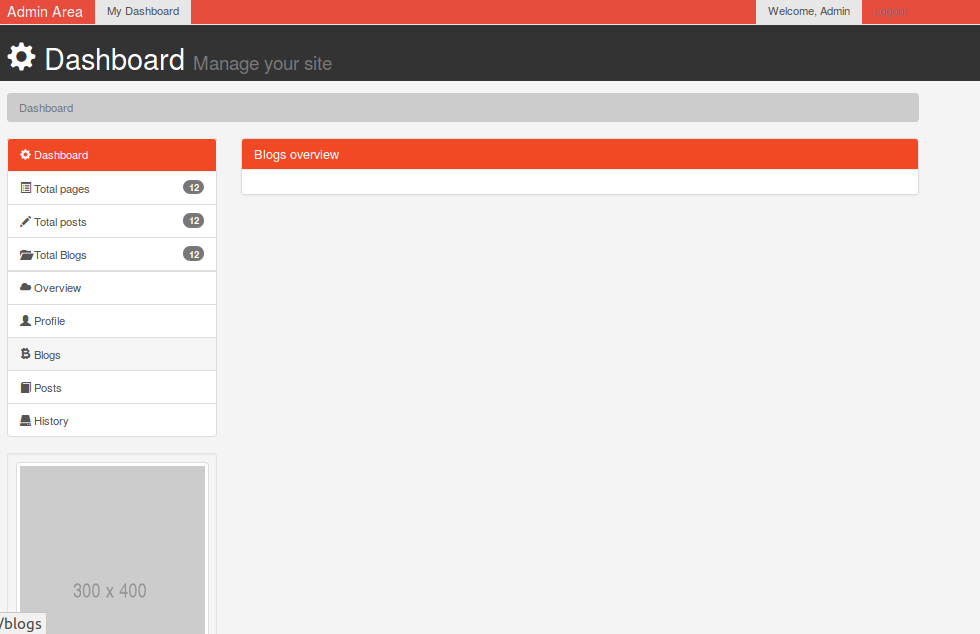 Admin Area My Dashboard Welcome, Admin Logout
Dashboard Manage your site
Dashboard
Dashboard
Total pages 12
Total posts 12
Total Blogs 12
Overview
Profile
Blogs
Posts
History
Blogs overview
300 x 400
/blogs